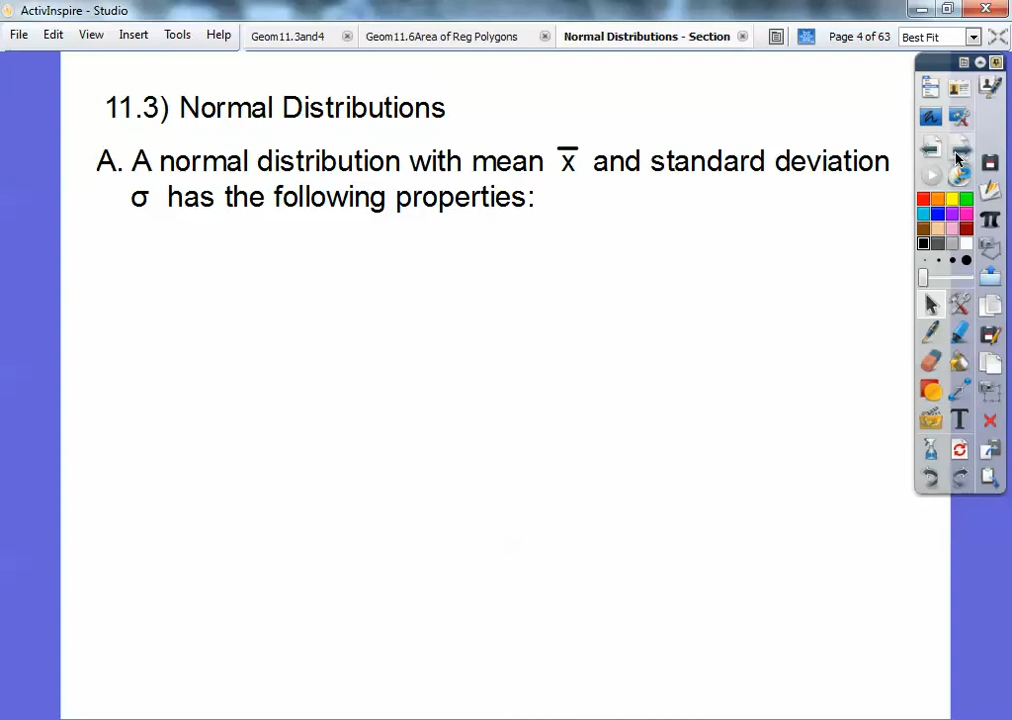 ActivInspire - Studio
File Edit View Insert Tools Help
Geom11.3and4 Geom11.6Area of Reg Polygons Normal Distributions - Section Page 4 of 63 Best Fit
11.3) Normal Distributions
A. A normal distribution with mean x̅ and standard deviation
σ has the following properties: